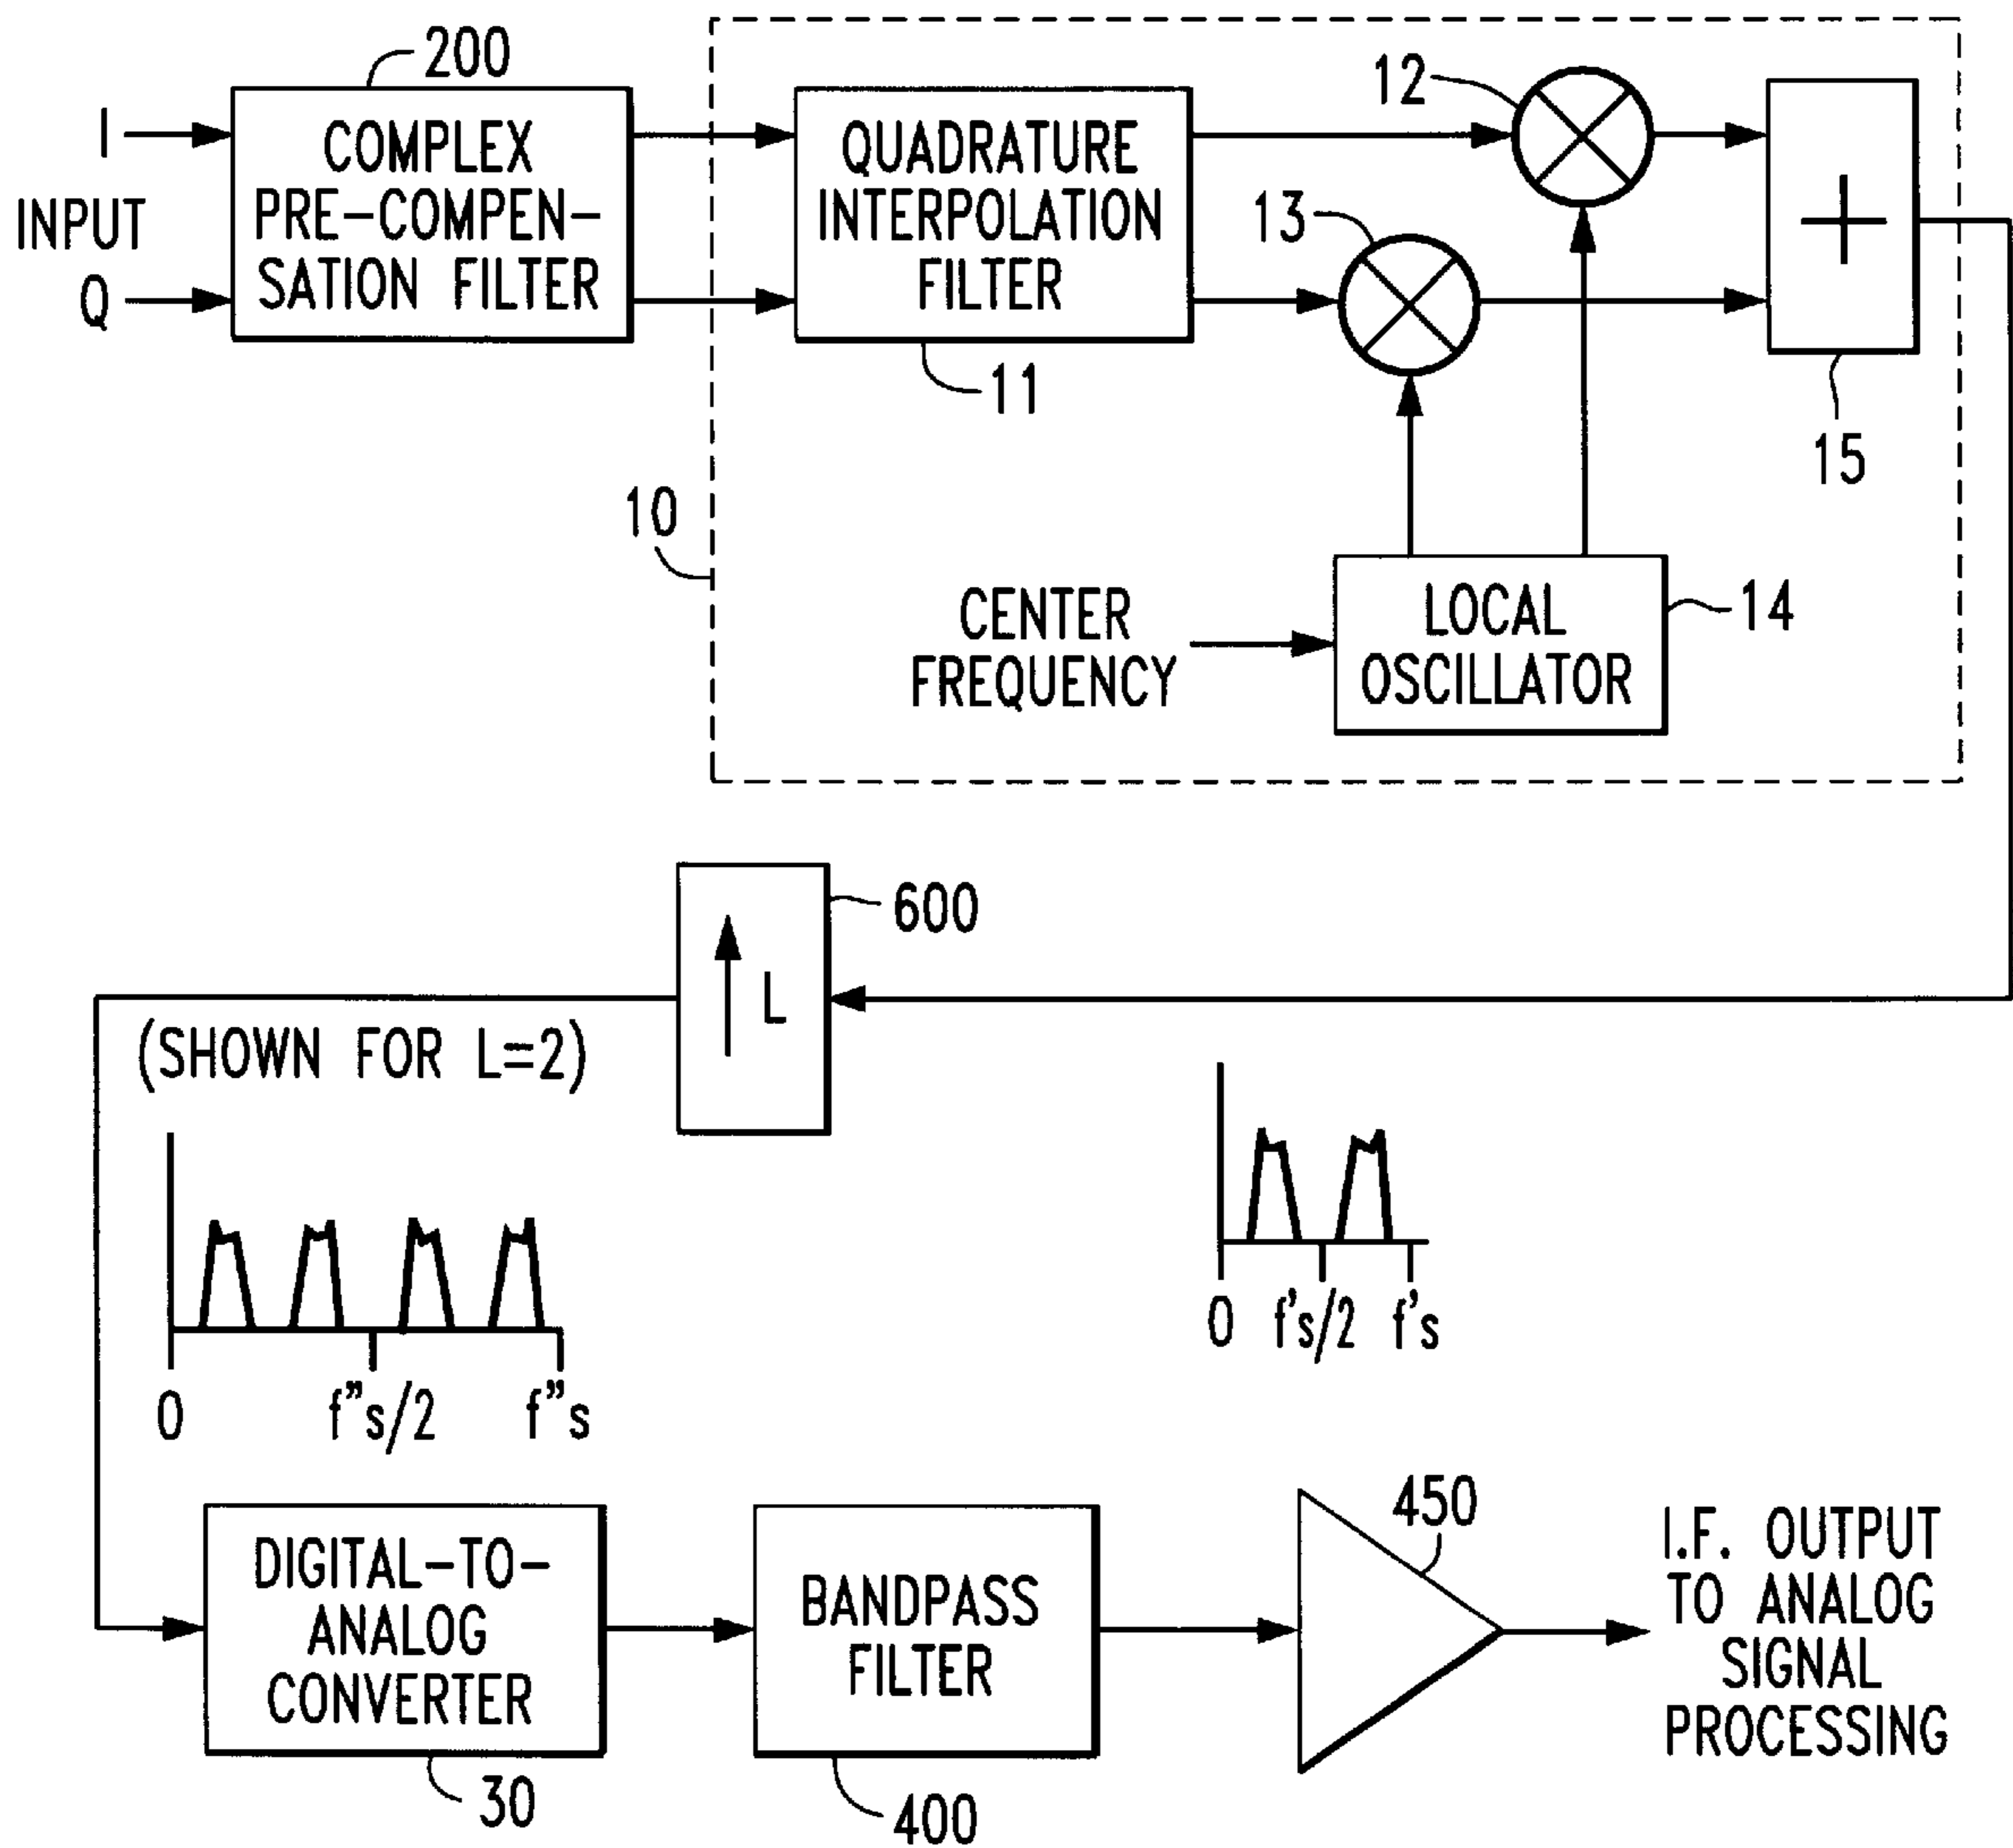 200
I
INPUT
Q
COMPLEX
PRE-COMPEN-
SATION FILTER
10
QUADRATURE
INTERPOLATION
FILTER
11
12
13
+
15
CENTER
FREQUENCY
LOCAL
OSCILLATOR
14
600
L
(SHOWN FOR L=2)
0 f's/2 f's
0 f"s/2 f"s
DIGITAL-TO-
ANALOG
CONVERTER
30
BANDPASS
FILTER
400
450
I.F. OUTPUT
TO ANALOG
SIGNAL
PROCESSING